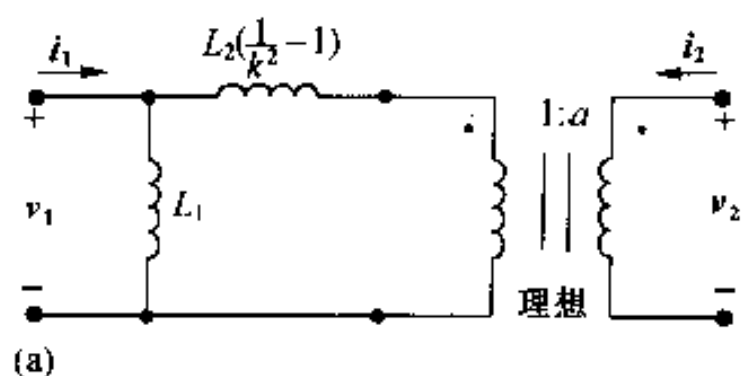 i₁
L₂(1/k² −1)
i₂
+
1:a
+
v₁
L₁
v₂
−
理想
−
(a)